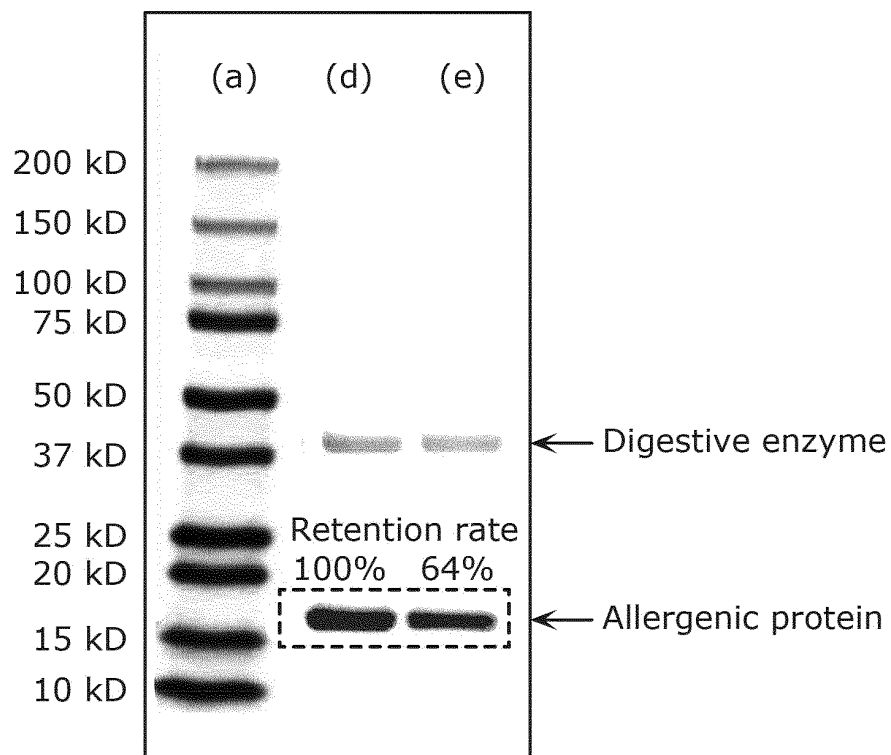 (a) (d) (e)
200 kD
150 kD
100 kD
75 kD
50 kD
37 kD
Digestive enzyme
25 kD
Retention rate
20 kD
100% 64%
15 kD
Allergenic protein
10 kD